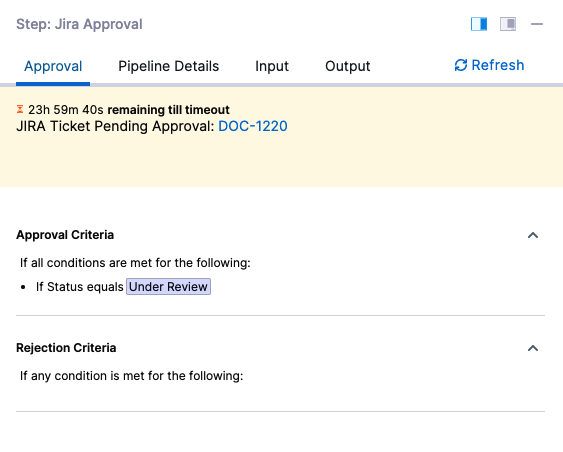 Step: Jira Approval
Approval Pipeline Details Input Output Refresh
23h 59m 40s remaining till timeout
JIRA Ticket Pending Approval: DOC-1220
Approval Criteria
If all conditions are met for the following:
• If Status equals Under Review
Rejection Criteria
If any condition is met for the following: